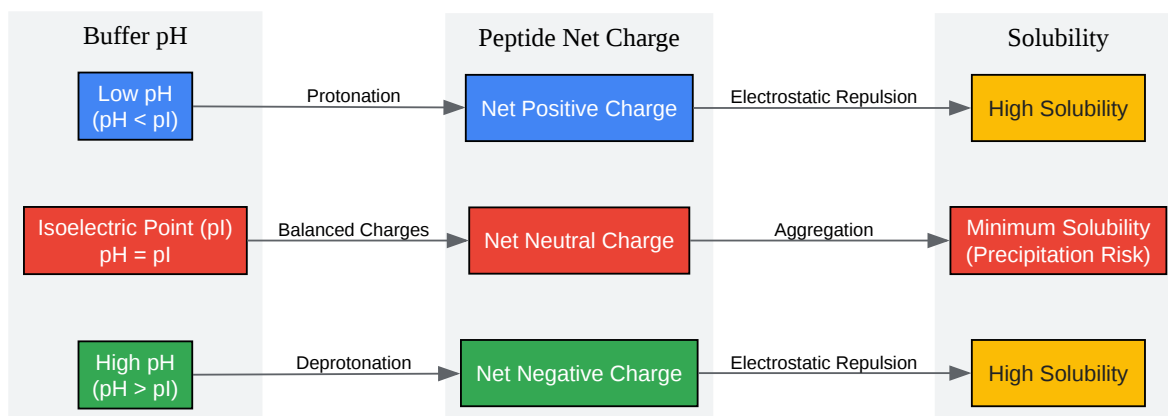 Buffer pH
Peptide Net Charge
Solubility
Low pH
(pH < pI)
Protonation
Net Positive Charge
Electrostatic Repulsion
High Solubility
Isoelectric Point (pI)
pH = pI
Balanced Charges
Net Neutral Charge
Aggregation
Minimum Solubility
(Precipitation Risk)
High pH
(pH > pI)
Deprotonation
Net Negative Charge
Electrostatic Repulsion
High Solubility